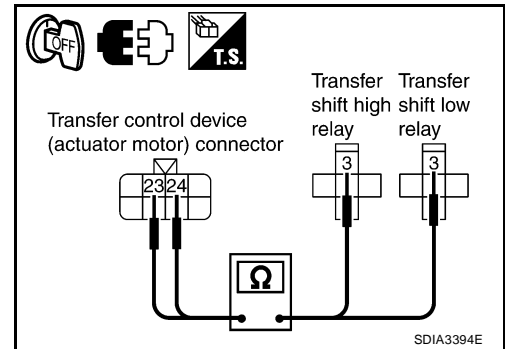 OFF
T.S.
Transfer control device
(actuator motor) connector
Transfer
shift high
relay
Transfer
shift low
relay
23 24
3
3
Ω
SDIA3394E